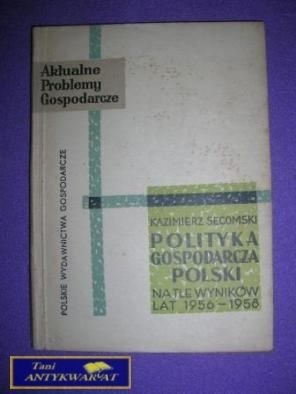 Aktualne
Problemy
Gospodarcze
POLSKIE WYDAWNICTWA GOSPODARCZE
KAZIMIERZ SECOMSKI
POLITYKA
GOSPODARCZA
POLSKI
NA TLE WYNIKÓW
LAT 1956-1958
Tani
ANTYKWARIAT